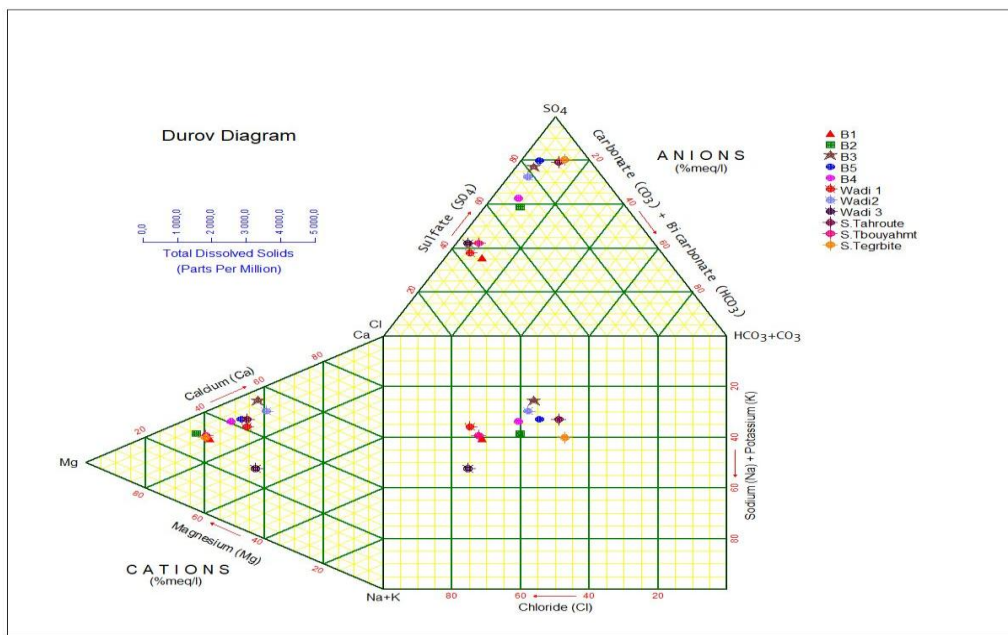 Durov Diagram
0,0
1 000,0
2 000,0
3 000,0
4 000,0
5 000,0
Total Dissolved Solids
(Parts Per Million)
SO4
ANIONS
(%meq/l)
Sulfate (SO4)
Carbonate (CO3) + Bicarbonate (HCO3)
80
60
40
20
20
40
60
80
Cl
HCO3+CO3
B1
B2
B3
B5
B4
Wadi 1
Wadi2
Wadi 3
S.Tahroute
S.Tbouyahmt
S.Tegrbite
Ca
Calcium (Ca)
80
60
40
20
Mg
80
60
40
20
Magnesium (Mg)
CATIONS
(%meq/l)
Na+K
20
40
60
80
Sodium (Na) + Potassium (K)
80
60
40
20
Chloride (Cl)